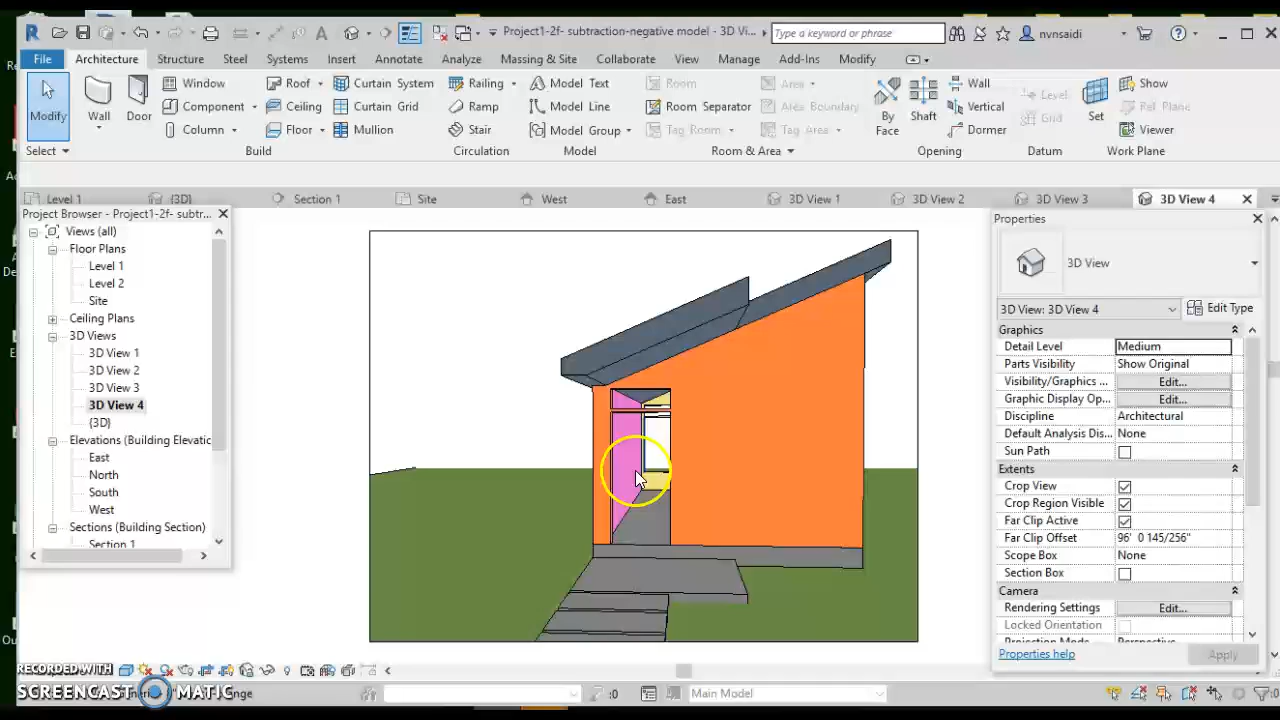 Project1-2f- subtraction-negative model - 3D Vi...
Type a keyword or phrase
nvnsaidi
File Architecture Structure Steel Systems Insert Annotate Analyze Massing & Site Collaborate View Manage Add-Ins Modify
Modify
Select
Wall
Door
Window
Component
Column
Roof
Ceiling
Floor
Curtain System
Curtain Grid
Mullion
Build
Railing
Ramp
Stair
Circulation
Model Text
Model Line
Model Group
Model
Room
Room Separator
Tag Room
Area
Area Boundary
Tag Area
Room & Area
By Face
Shaft
Wall
Vertical
Dormer
Opening
Level
Grid
Datum
Set
Show
Ref Plane
Viewer
Work Plane
Level 1 {3D} Section 1 Site West East 3D View 1 3D View 2 3D View 3 3D View 4
Project Browser - Project1-2f- subtr...
Views (all)
Floor Plans
Level 1
Level 2
Site
Ceiling Plans
3D Views
3D View 1
3D View 2
3D View 3
3D View 4
{3D}
Elevations (Building Elevatic
East
North
South
West
Sections (Building Section)
Section 1
Properties
3D View
3D View: 3D View 4 Edit Type
Graphics
Detail Level Medium
Parts Visibility Show Original
Visibility/Graphics ... Edit...
Graphic Display Op... Edit...
Discipline Architectural
Default Analysis Dis... None
Sun Path
Extents
Crop View
Crop Region Visible
Far Clip Active
Far Clip Offset 96' 0 145/256"
Scope Box None
Section Box
Camera
Rendering Settings Edit...
Locked Orientation
Projection Mode Perspective
Properties help Apply
RECORDED WITH
SCREENCAST MATIC
:0
Main Model